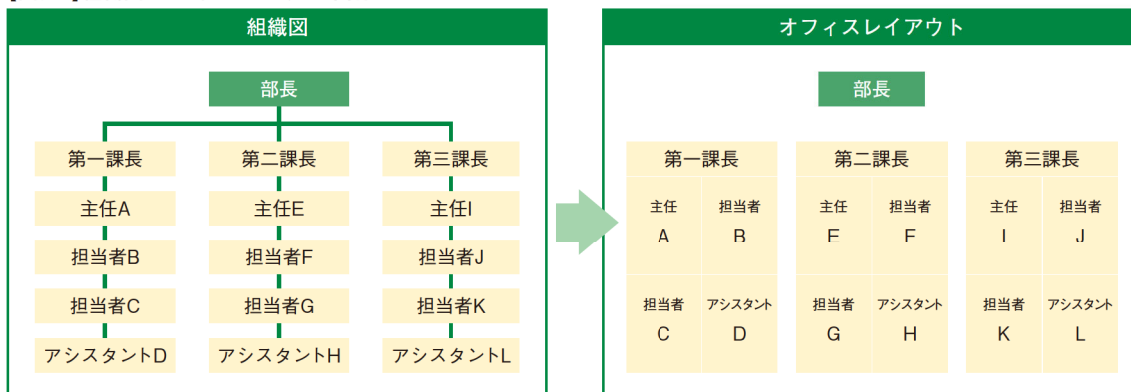 組織図
部長
第一課長 第二課長 第三課長
主任A 主任E 主任I
担当者B 担当者F 担当者J
担当者C 担当者G 担当者K
アシスタントD アシスタントH アシスタントL
オフィスレイアウト
部長
第一課長 第二課長 第三課長
主任 担当者 主任 担当者 主任 担当者
A B E F I J
担当者 アシスタント 担当者 アシスタント 担当者 アシスタント
C D G H K L